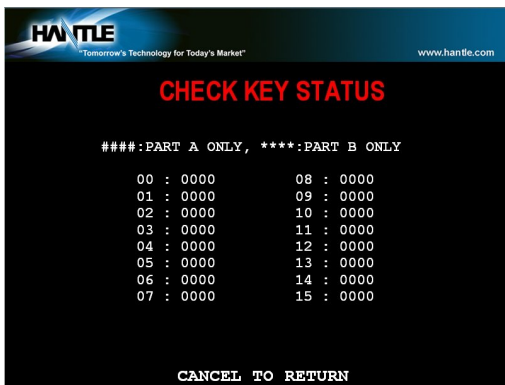 HANTLE
"Tomorrow's Technology for Today's Market"
www.hantle.com
CHECK KEY STATUS
####:PART A ONLY, ****:PART B ONLY
00 : 0000 08 : 0000
01 : 0000 09 : 0000
02 : 0000 10 : 0000
03 : 0000 11 : 0000
04 : 0000 12 : 0000
05 : 0000 13 : 0000
06 : 0000 14 : 0000
07 : 0000 15 : 0000
CANCEL TO RETURN